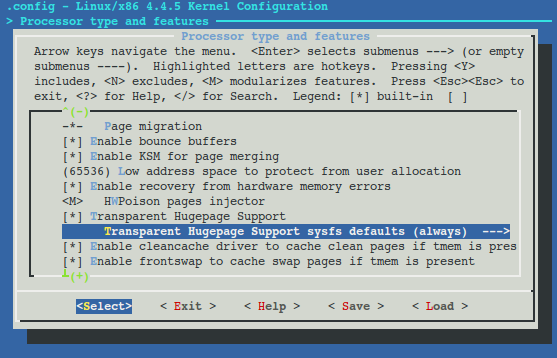 .config - Linux/x86 4.4.5 Kernel Configuration
> Processor type and features
Processor type and features
Arrow keys navigate the menu.  <Enter> selects submenus ---> (or empty
submenus ----).  Highlighted letters are hotkeys.  Pressing <Y>
includes, <N> excludes, <M> modularizes features.  Press <Esc><Esc> to
exit, <?> for Help, </> for Search.  Legend: [*] built-in  [ ]
^(-)
-*-   Page migration
[*] Enable bounce buffers
[*] Enable KSM for page merging
(65536) Low address space to protect from user allocation
[*] Enable recovery from hardware memory errors
<M>   HWPoison pages injector
[*] Transparent Hugepage Support
Transparent Hugepage Support sysfs defaults (always)  --->
[*] Enable cleancache driver to cache clean pages if tmem is pres
[*] Enable frontswap to cache swap pages if tmem is present
┴(+)
<Select>    < Exit >    < Help >    < Save >    < Load >